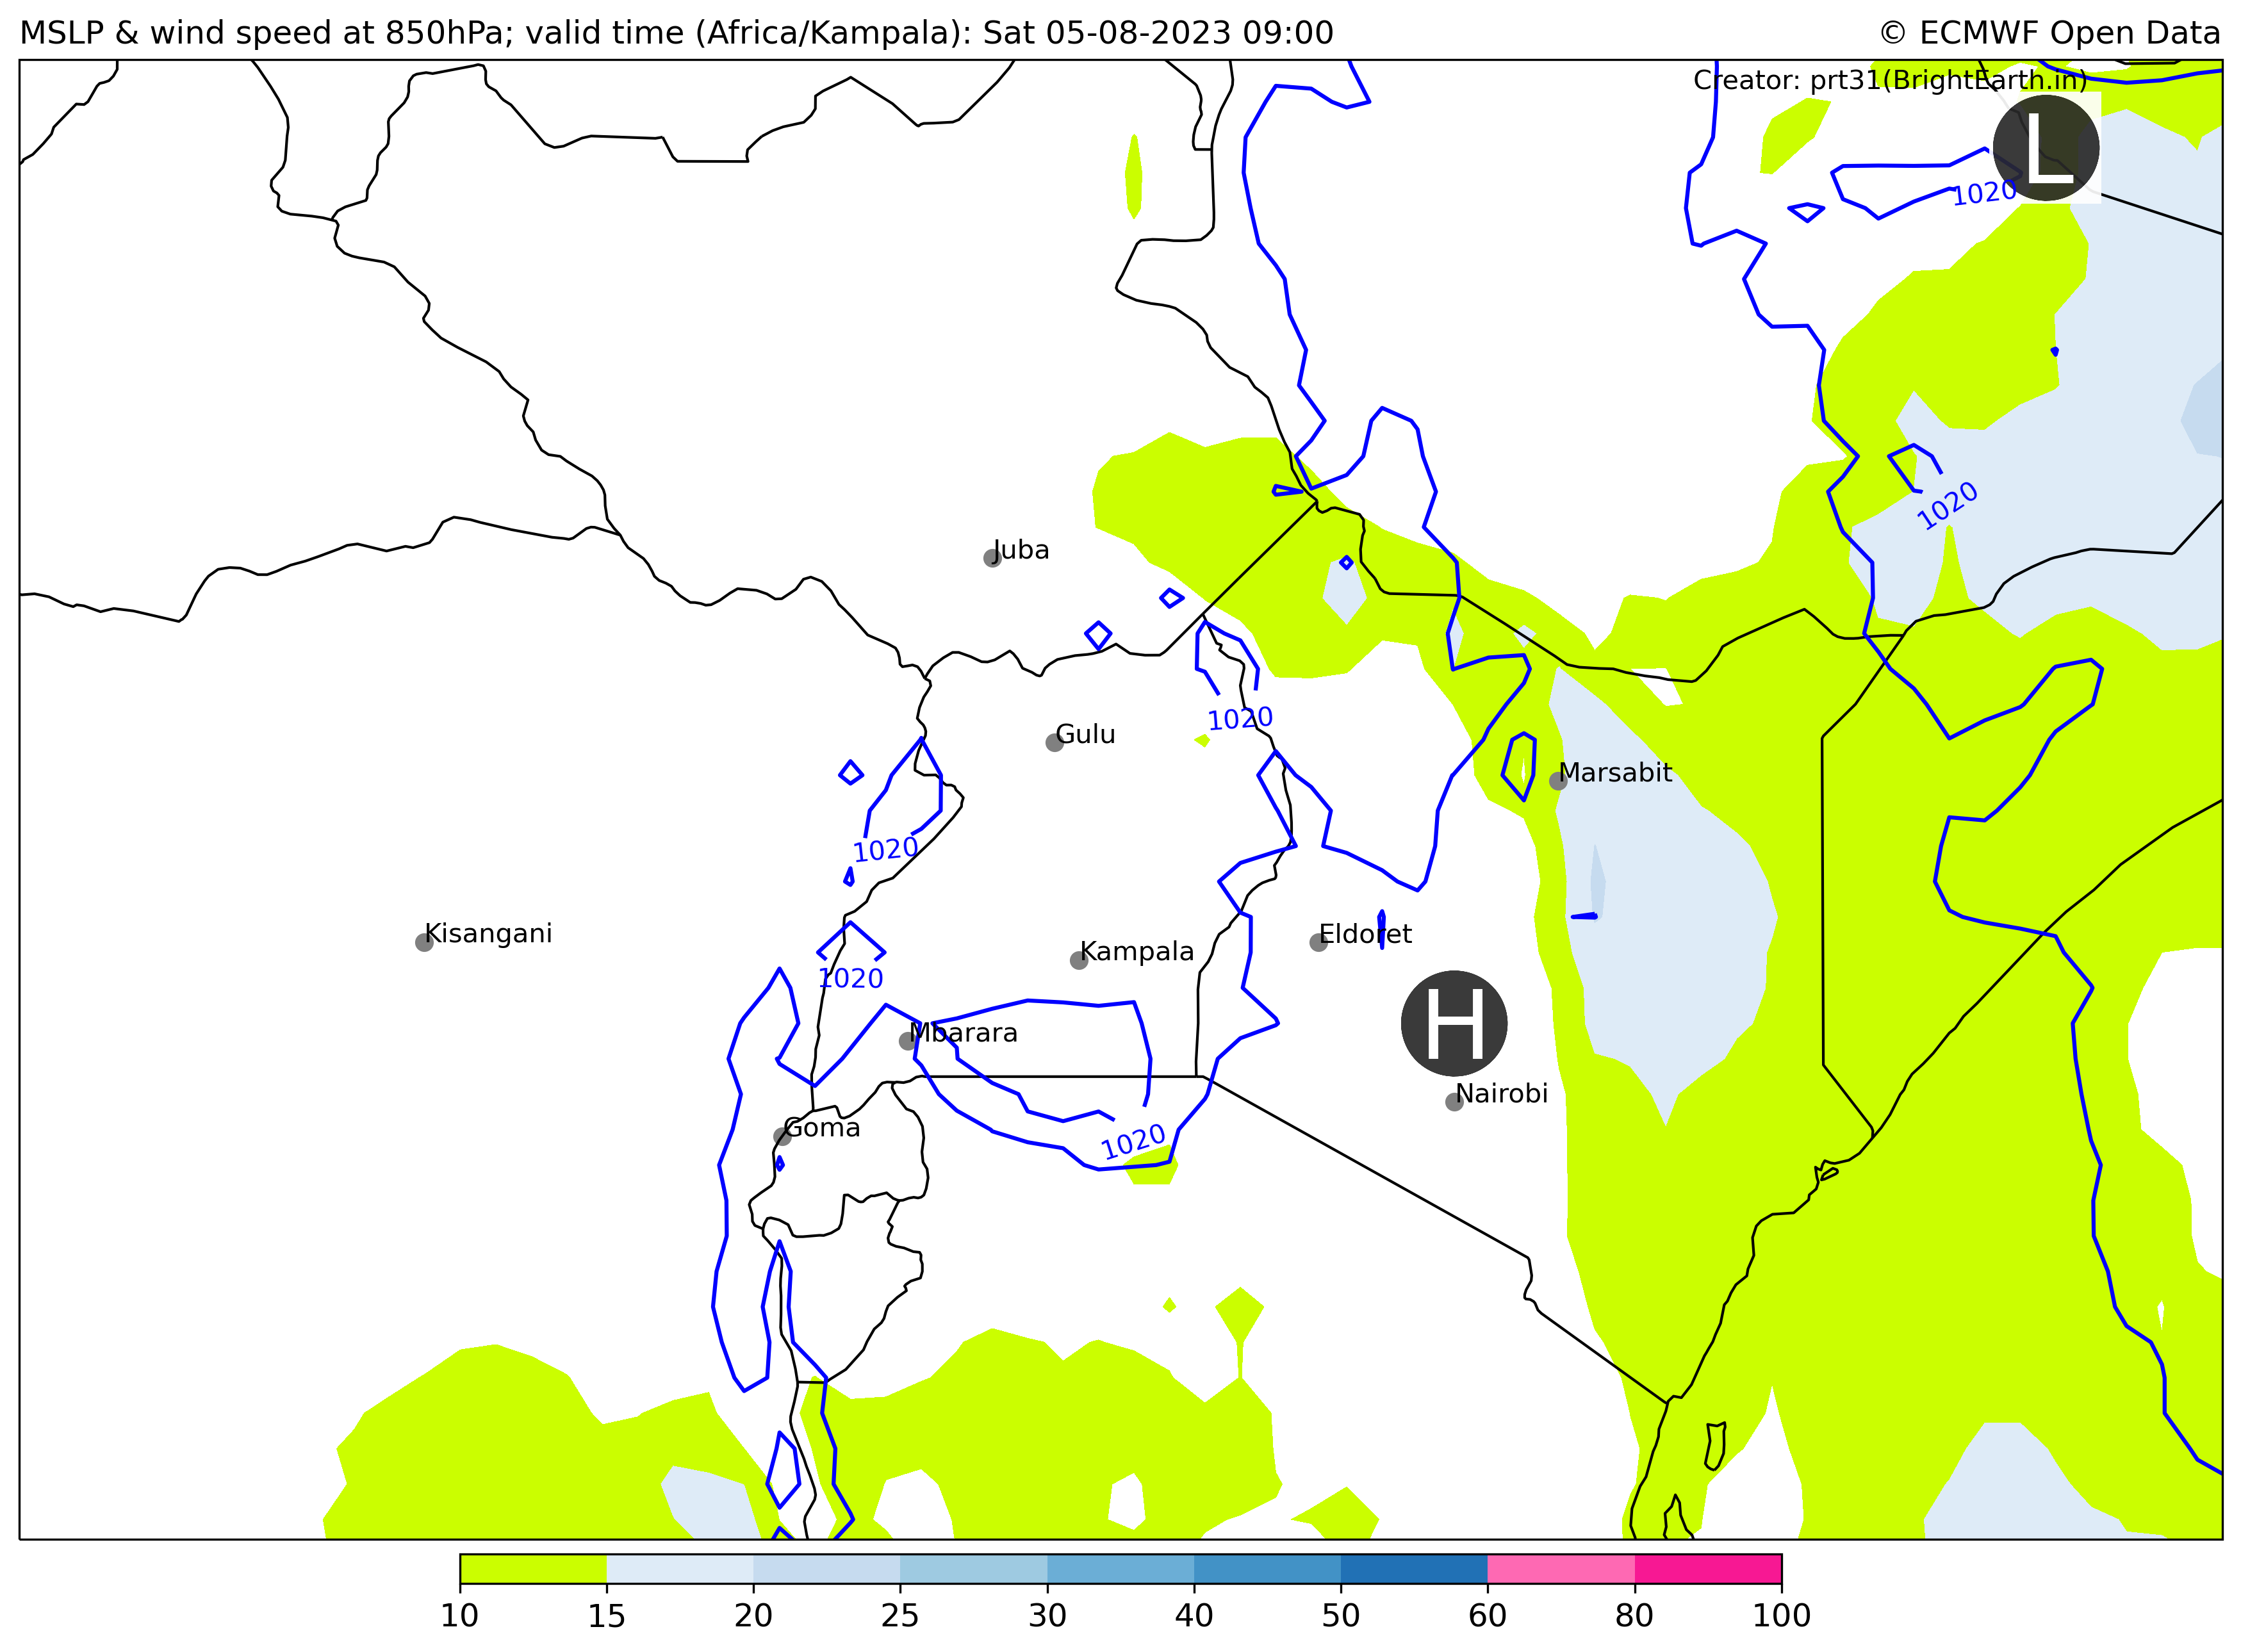 MSLP & wind speed at 850hPa; valid time (Africa/Kampala): Sat 05-08-2023 09:00
© ECMWF Open Data
Creator: prt31(BrightEarth.in)
L
1020
1020
Juba
1020
Gulu
Marsabit
1020
Kisangani
Eldoret
Kampala
1020
H
Mbarara
Nairobi
Goma
1020
10 15 20 25 30 40 50 60 80 100